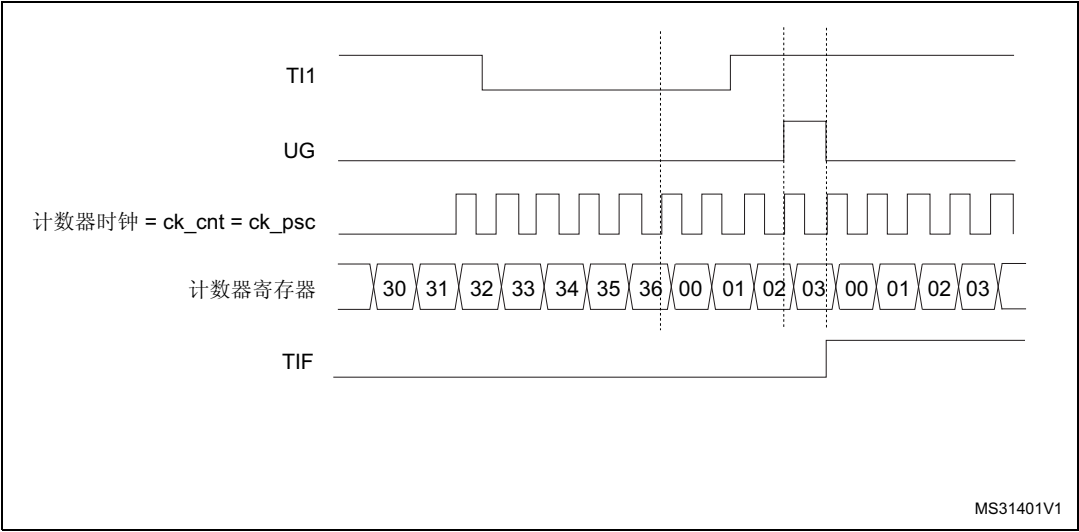 TI1
UG
计数器时钟 = ck_cnt = ck_psc
计数器寄存器 30 31 32 33 34 35 36 00 01 02 03 00 01 02 03
TIF
MS31401V1